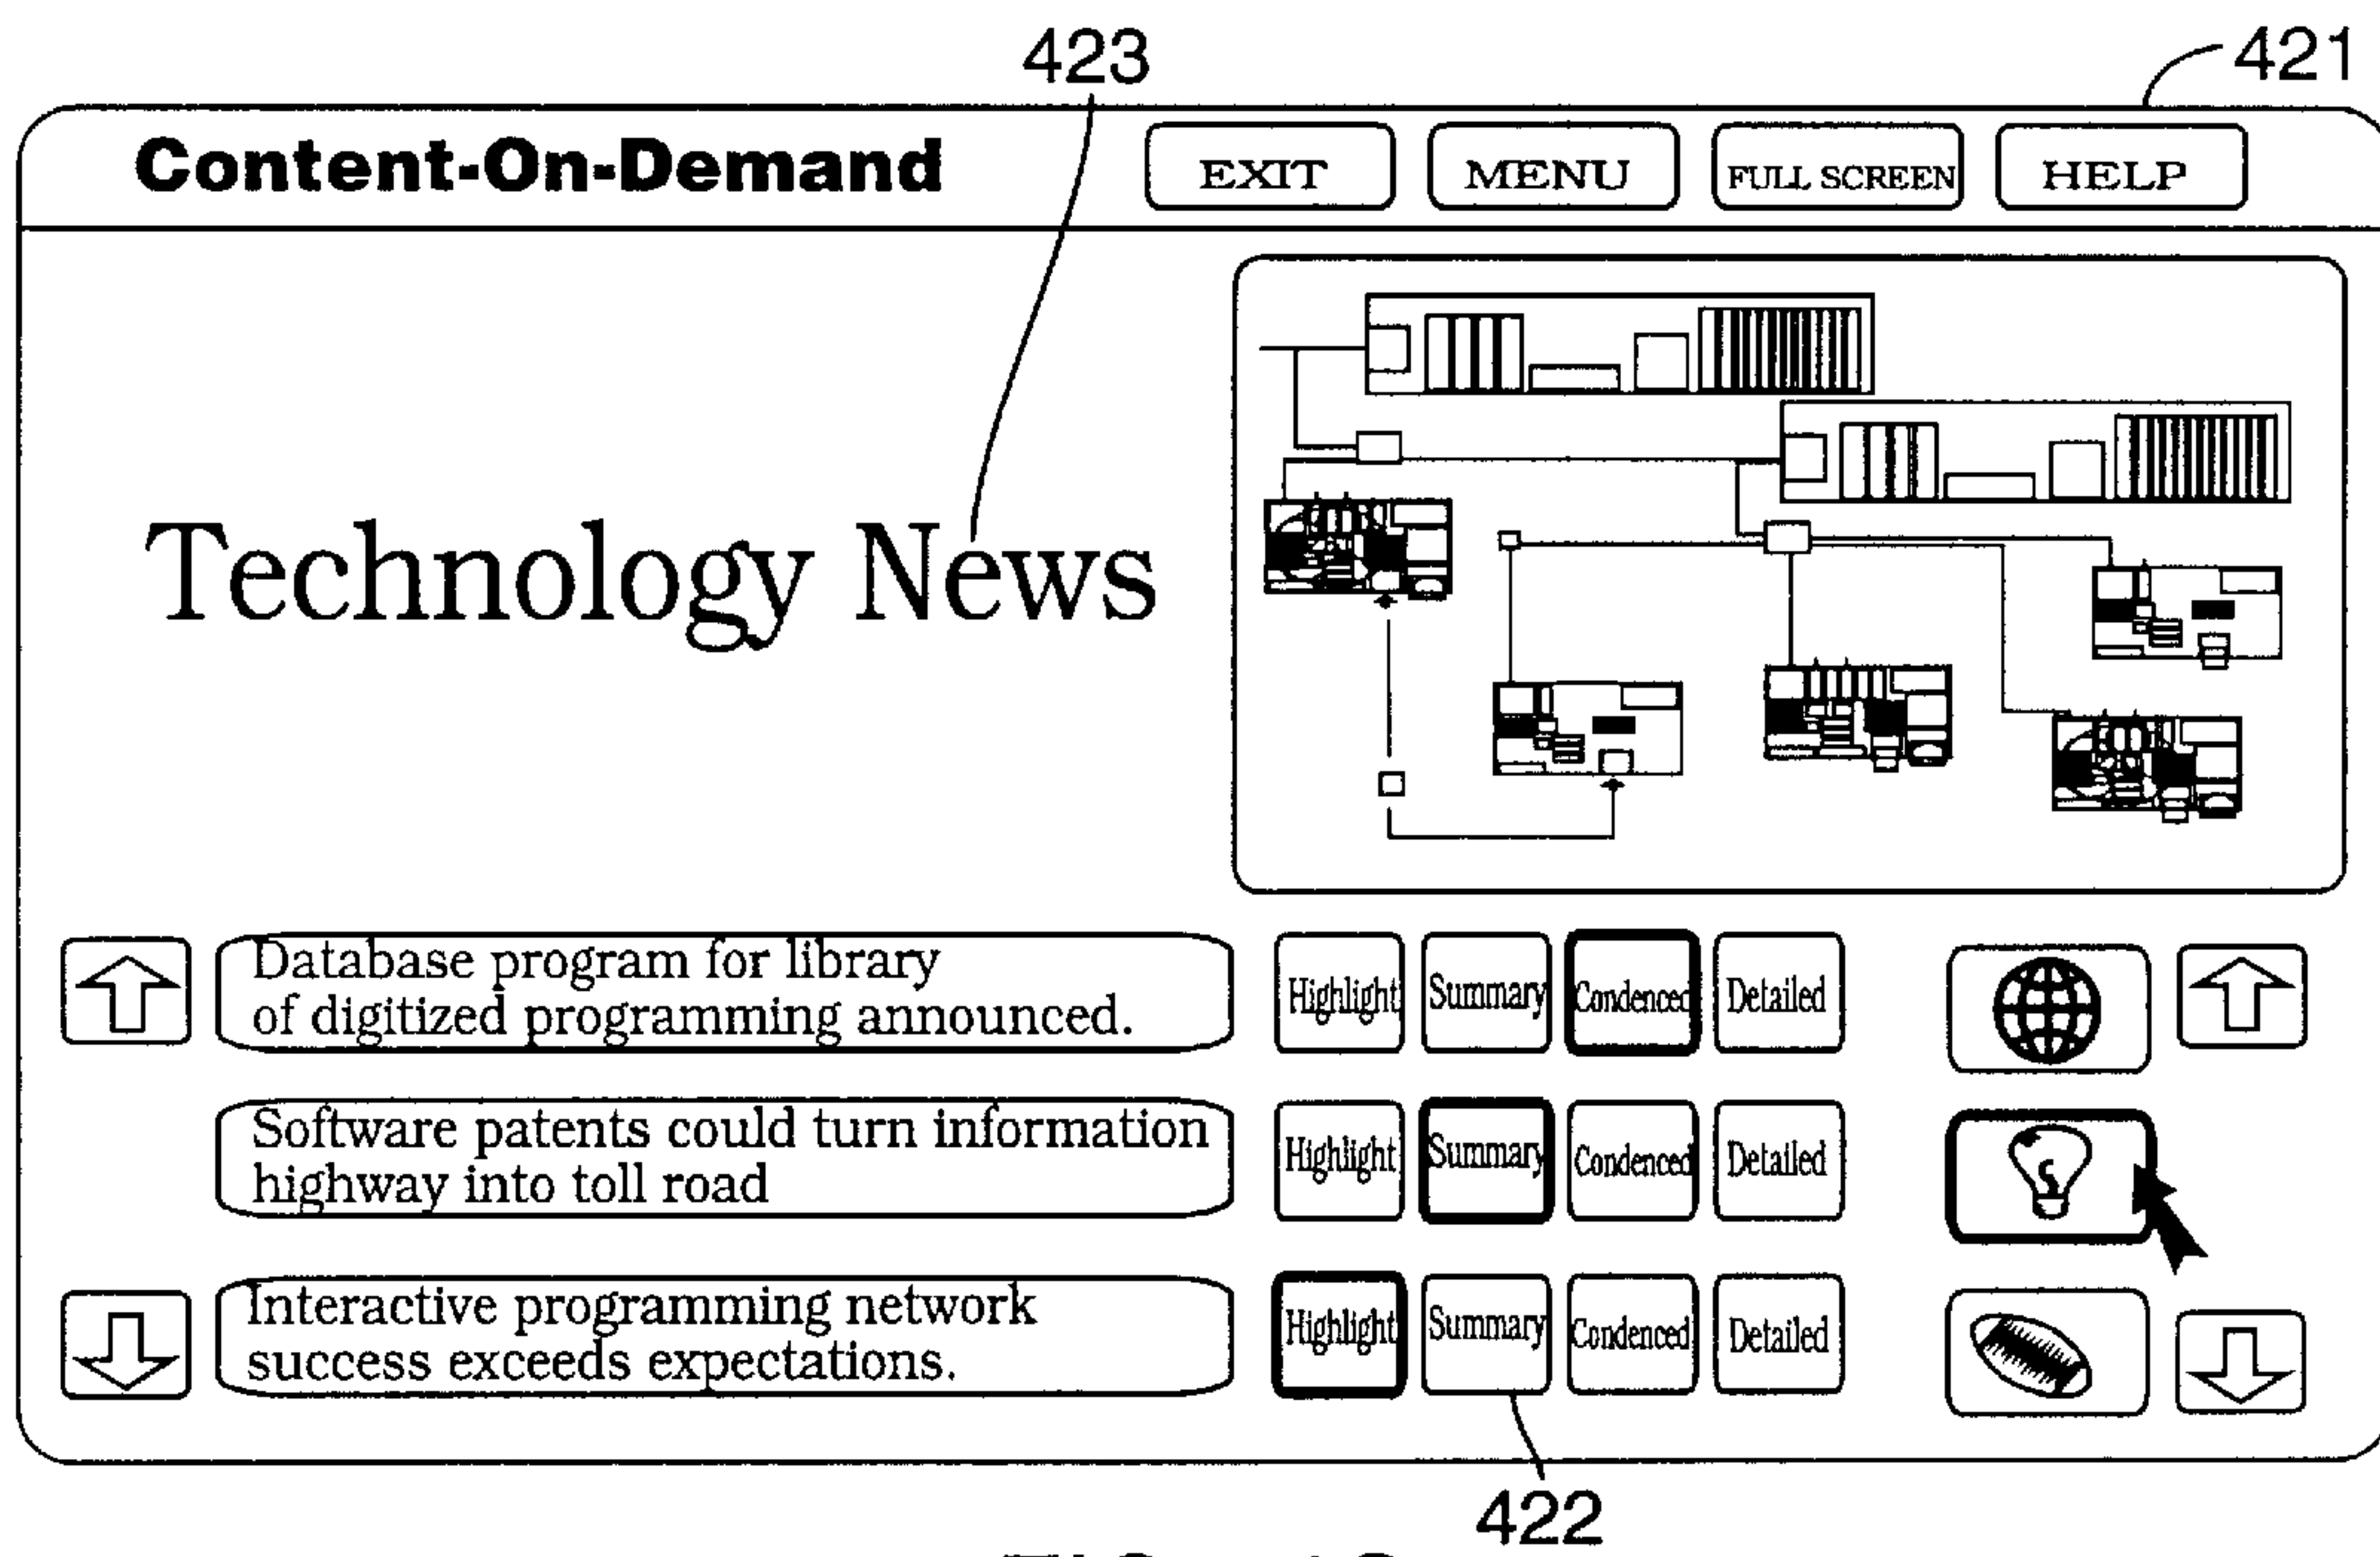 423
421
Content-On-Demand
EXIT
MENU
FULL SCREEN
HELP
Technology News
Database program for library
of digitized programming announced.
Highlight
Summary
Condenced
Detailed
Software patents could turn information
highway into toll road
Highlight
Summary
Condenced
Detailed
Interactive programming network
success exceeds expectations.
Highlight
Summary
Condenced
Detailed
422